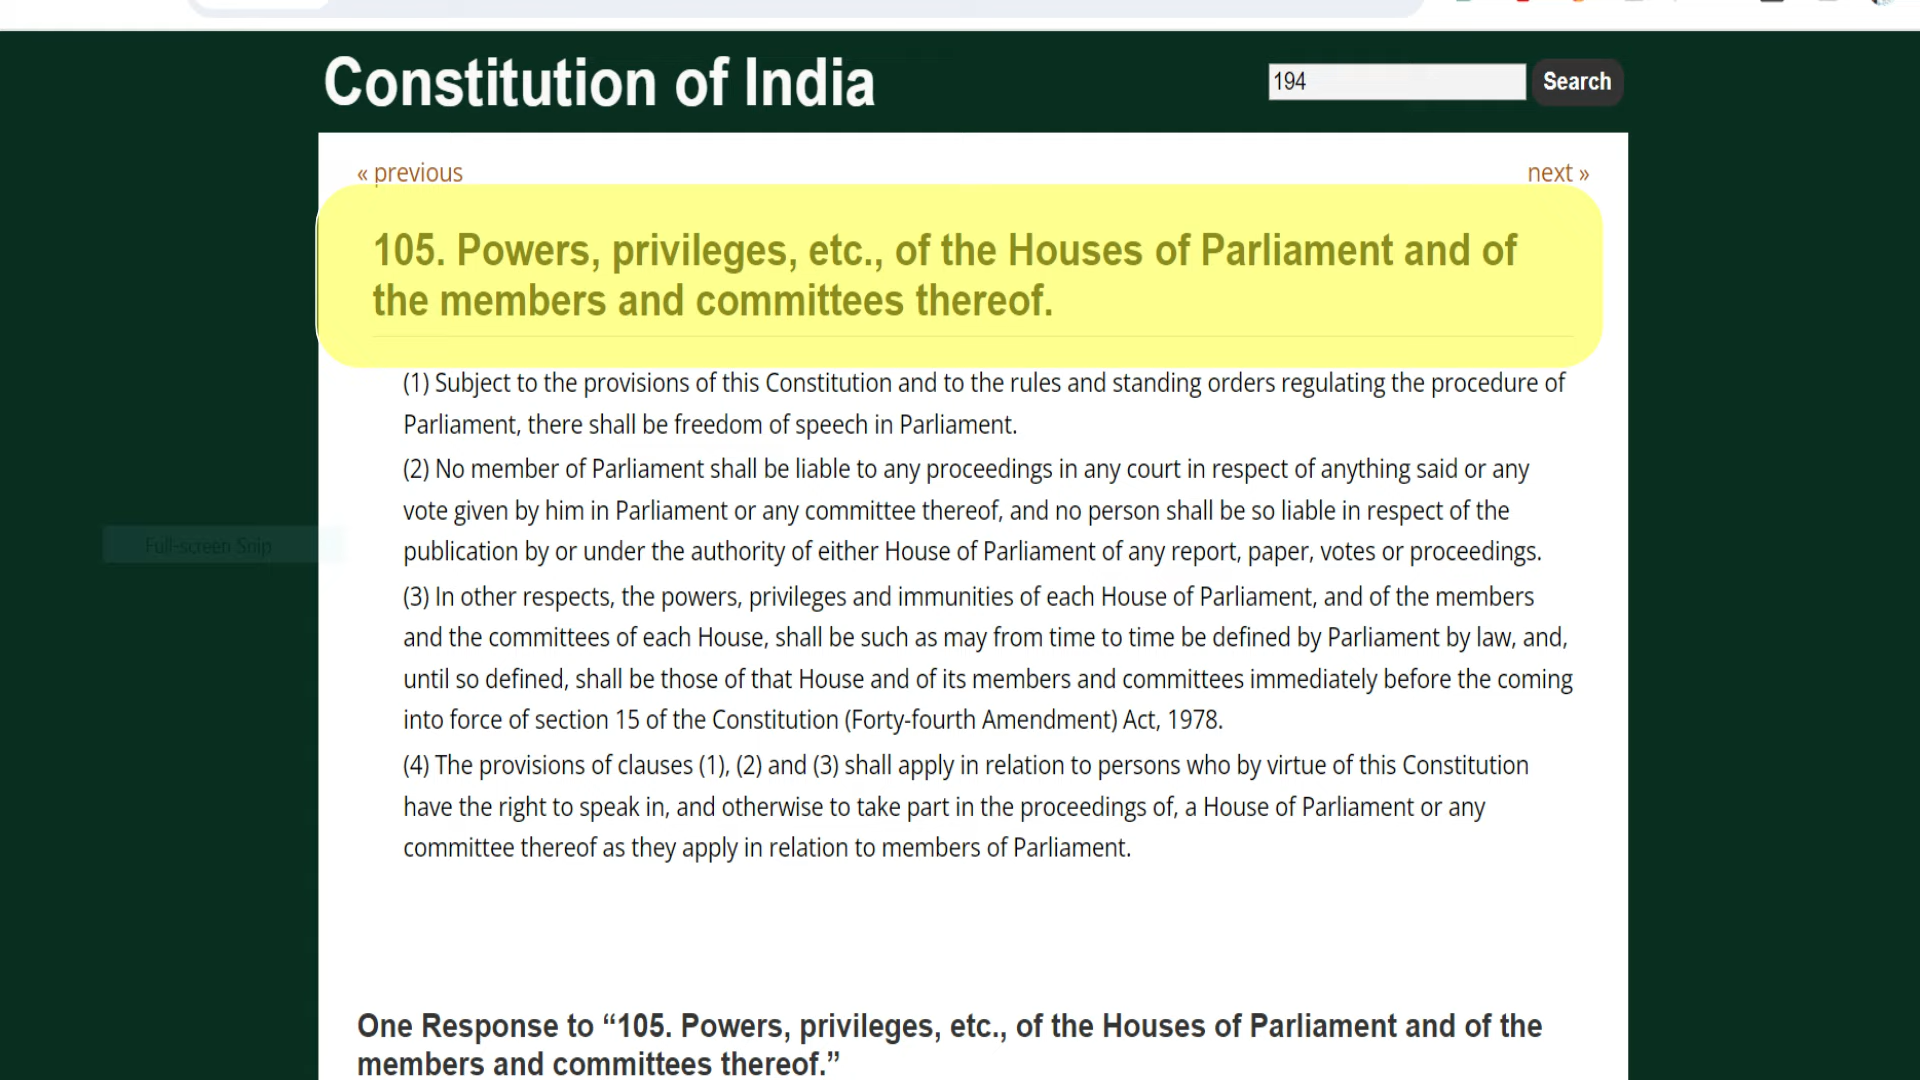 Constitution of India
194
Search
« previous
next »
105. Powers, privileges, etc., of the Houses of Parliament and of
the members and committees thereof.
(1) Subject to the provisions of this Constitution and to the rules and standing orders regulating the procedure of
Parliament, there shall be freedom of speech in Parliament.
(2) No member of Parliament shall be liable to any proceedings in any court in respect of anything said or any
vote given by him in Parliament or any committee thereof, and no person shall be so liable in respect of the
publication by or under the authority of either House of Parliament of any report, paper, votes or proceedings.
(3) In other respects, the powers, privileges and immunities of each House of Parliament, and of the members
and the committees of each House, shall be such as may from time to time be defined by Parliament by law, and,
until so defined, shall be those of that House and of its members and committees immediately before the coming
into force of section 15 of the Constitution (Forty-fourth Amendment) Act, 1978.
Full-screen Snip
(4) The provisions of clauses (1), (2) and (3) shall apply in relation to persons who by virtue of this Constitution
have the right to speak in, and otherwise to take part in the proceedings of, a House of Parliament or any
committee thereof as they apply in relation to members of Parliament.
One Response to “105. Powers, privileges, etc., of the Houses of Parliament and of the
members and committees thereof.”